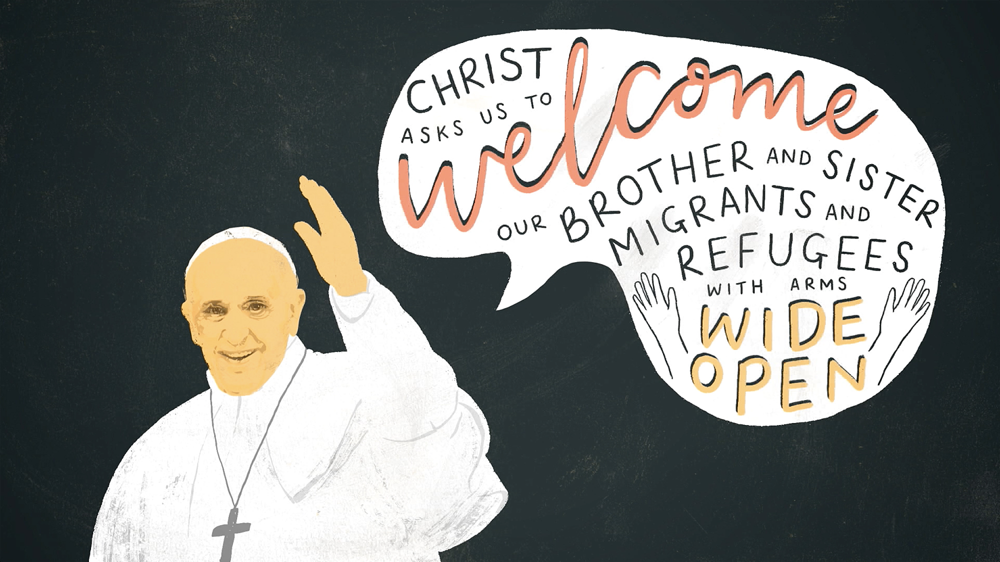 CHRIST
ASKS US TO
welcome
OUR BROTHER AND SISTER
MIGRANTS AND
REFUGEES
WITH ARMS
WIDE
OPEN